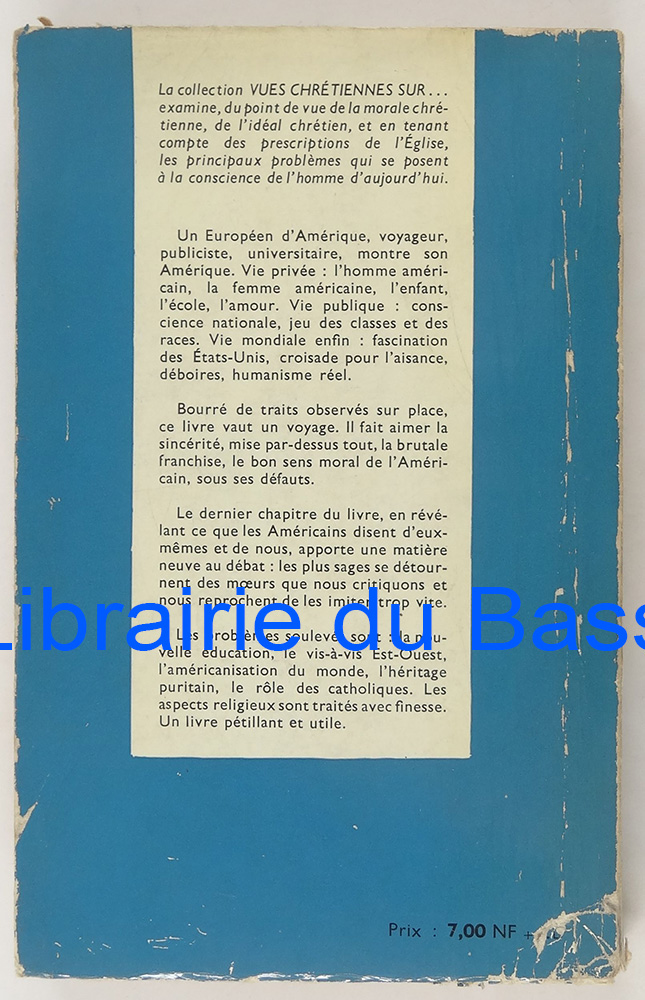 La collection VUES CHRÉTIENNES SUR...
examine, du point de vue de la morale chré-
tienne, de l'idéal chrétien, et en tenant
compte des prescriptions de l'Église,
les principaux problèmes qui se posent
à la conscience de l'homme d'aujourd'hui.
Un Européen d'Amérique, voyageur,
publiciste, universitaire, montre son
Amérique. Vie privée : l'homme améri-
cain, la femme américaine, l'enfant,
l'école, l'amour. Vie publique : cons-
cience nationale, jeu des classes et des
races. Vie mondiale enfin : fascination
des États-Unis, croisade pour l'aisance,
déboires, humanisme réel.
Bourré de traits observés sur place,
ce livre vaut un voyage. Il fait aimer la
sincérité, mise par-dessus tout, la brutale
franchise, le bon sens moral de l'Améri-
cain, sous ses défauts.
Le dernier chapitre du livre, en révé-
lant ce que les Américains disent d'eux-
mêmes et de nous, apporte une matière
neuve au débat : les plus sages se détour-
nent des mœurs que nous critiquons et
nous reprochent de les imiter trop vite.
Librairie du Bass
Les problèmes soulevés sont : la nou-
velle éducation, le vis-à-vis Est-Ouest,
l'américanisation du monde, l'héritage
puritain, le rôle des catholiques. Les
aspects religieux sont traités avec finesse.
Un livre pétillant et utile.
Prix : 7,00 NF +